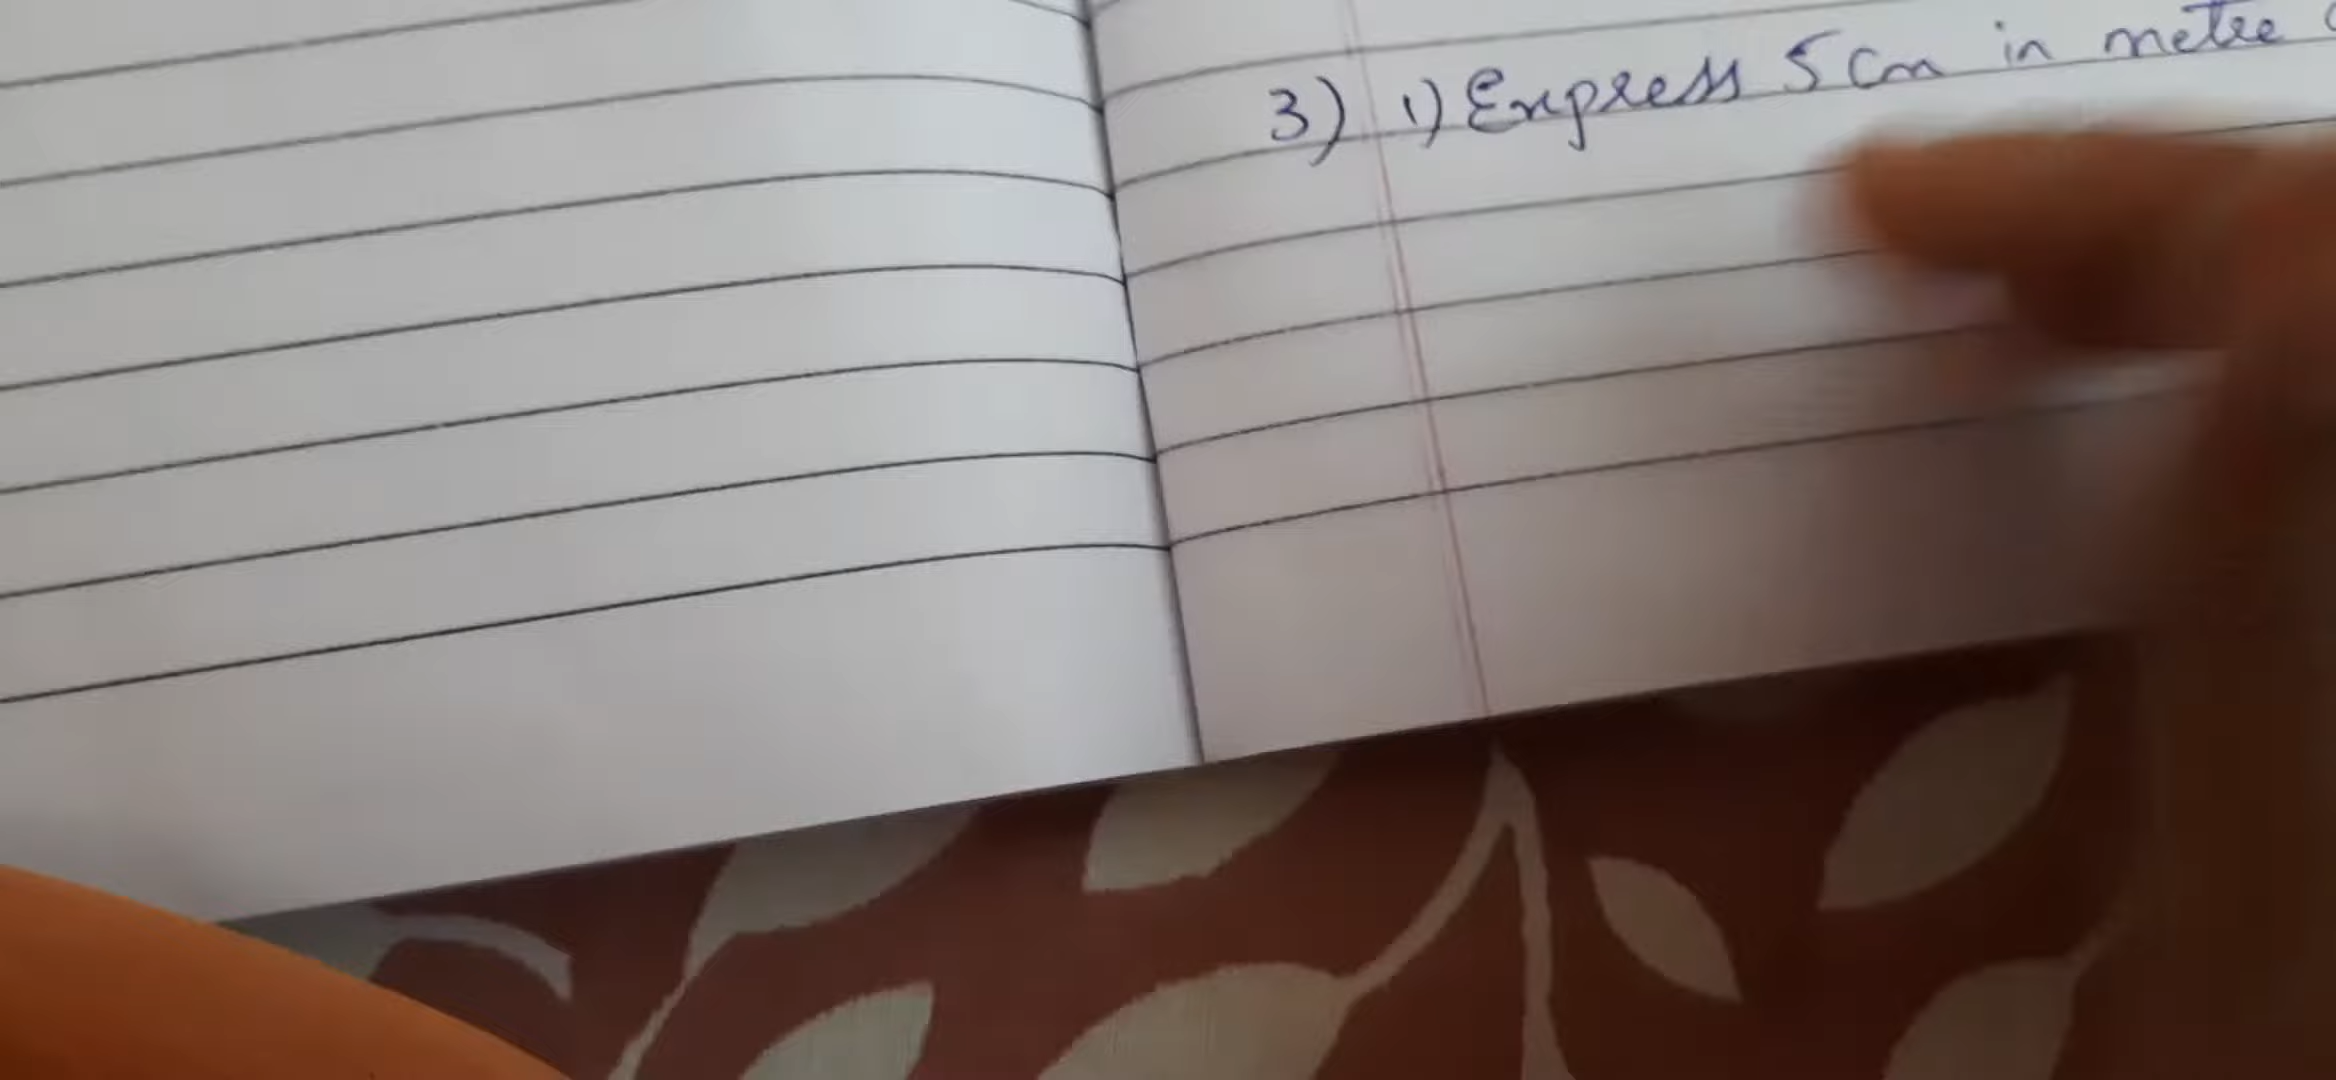 3) 1) Express 5 cm in metre